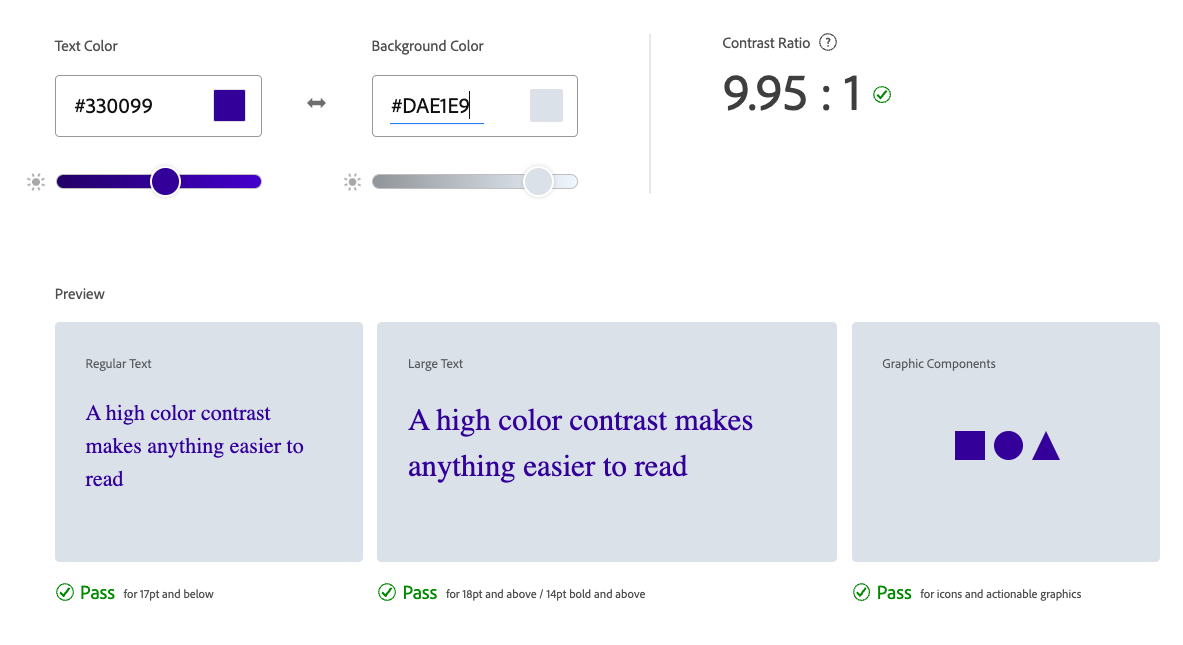 Text Color
Background Color
Contrast Ratio ?
#330099
#DAE1E9
9.95 : 1
Preview
Regular Text
A high color contrast
makes anything easier to
read
Large Text
A high color contrast makes
anything easier to read
Graphic Components
Pass for 17pt and below
Pass for 18pt and above / 14pt bold and above
Pass for icons and actionable graphics